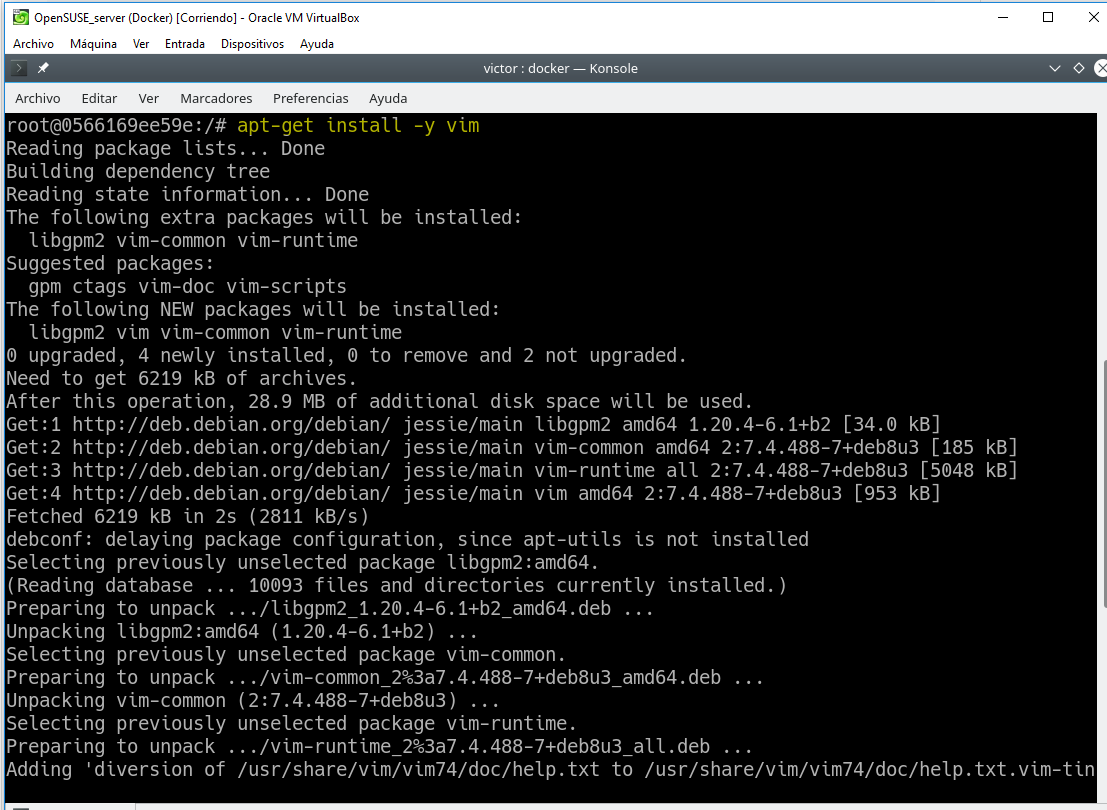 OpenSUSE_server (Docker) [Corriendo] - Oracle VM VirtualBox
Archivo Máquina Ver Entrada Dispositivos Ayuda
victor : docker — Konsole
Archivo Editar Ver Marcadores Preferencias Ayuda
root@0566169ee59e:/# apt-get install -y vim
Reading package lists... Done
Building dependency tree
Reading state information... Done
The following extra packages will be installed:
  libgpm2 vim-common vim-runtime
Suggested packages:
  gpm ctags vim-doc vim-scripts
The following NEW packages will be installed:
  libgpm2 vim vim-common vim-runtime
0 upgraded, 4 newly installed, 0 to remove and 2 not upgraded.
Need to get 6219 kB of archives.
After this operation, 28.9 MB of additional disk space will be used.
Get:1 http://deb.debian.org/debian/ jessie/main libgpm2 amd64 1.20.4-6.1+b2 [34.0 kB]
Get:2 http://deb.debian.org/debian/ jessie/main vim-common amd64 2:7.4.488-7+deb8u3 [185 kB]
Get:3 http://deb.debian.org/debian/ jessie/main vim-runtime all 2:7.4.488-7+deb8u3 [5048 kB]
Get:4 http://deb.debian.org/debian/ jessie/main vim amd64 2:7.4.488-7+deb8u3 [953 kB]
Fetched 6219 kB in 2s (2811 kB/s)
debconf: delaying package configuration, since apt-utils is not installed
Selecting previously unselected package libgpm2:amd64.
(Reading database ... 10093 files and directories currently installed.)
Preparing to unpack .../libgpm2_1.20.4-6.1+b2_amd64.deb ...
Unpacking libgpm2:amd64 (1.20.4-6.1+b2) ...
Selecting previously unselected package vim-common.
Preparing to unpack .../vim-common_2%3a7.4.488-7+deb8u3_amd64.deb ...
Unpacking vim-common (2:7.4.488-7+deb8u3) ...
Selecting previously unselected package vim-runtime.
Preparing to unpack .../vim-runtime_2%3a7.4.488-7+deb8u3_all.deb ...
Adding 'diversion of /usr/share/vim/vim74/doc/help.txt to /usr/share/vim/vim74/doc/help.txt.vim-tin